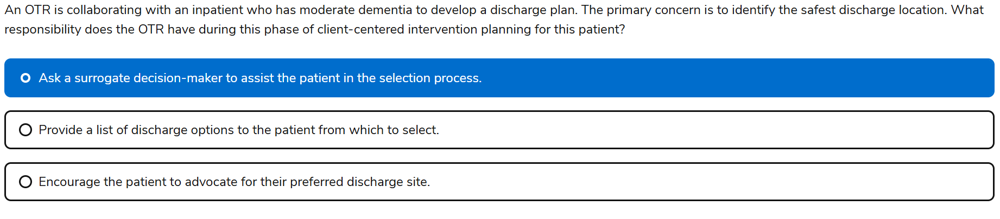 An OTR is collaborating with an inpatient who has moderate dementia to develop a discharge plan. The primary concern is to identify the safest discharge location. What
responsibility does the OTR have during this phase of client-centered intervention planning for this patient?
Ask a surrogate decision-maker to assist the patient in the selection process.
Provide a list of discharge options to the patient from which to select.
Encourage the patient to advocate for their preferred discharge site.